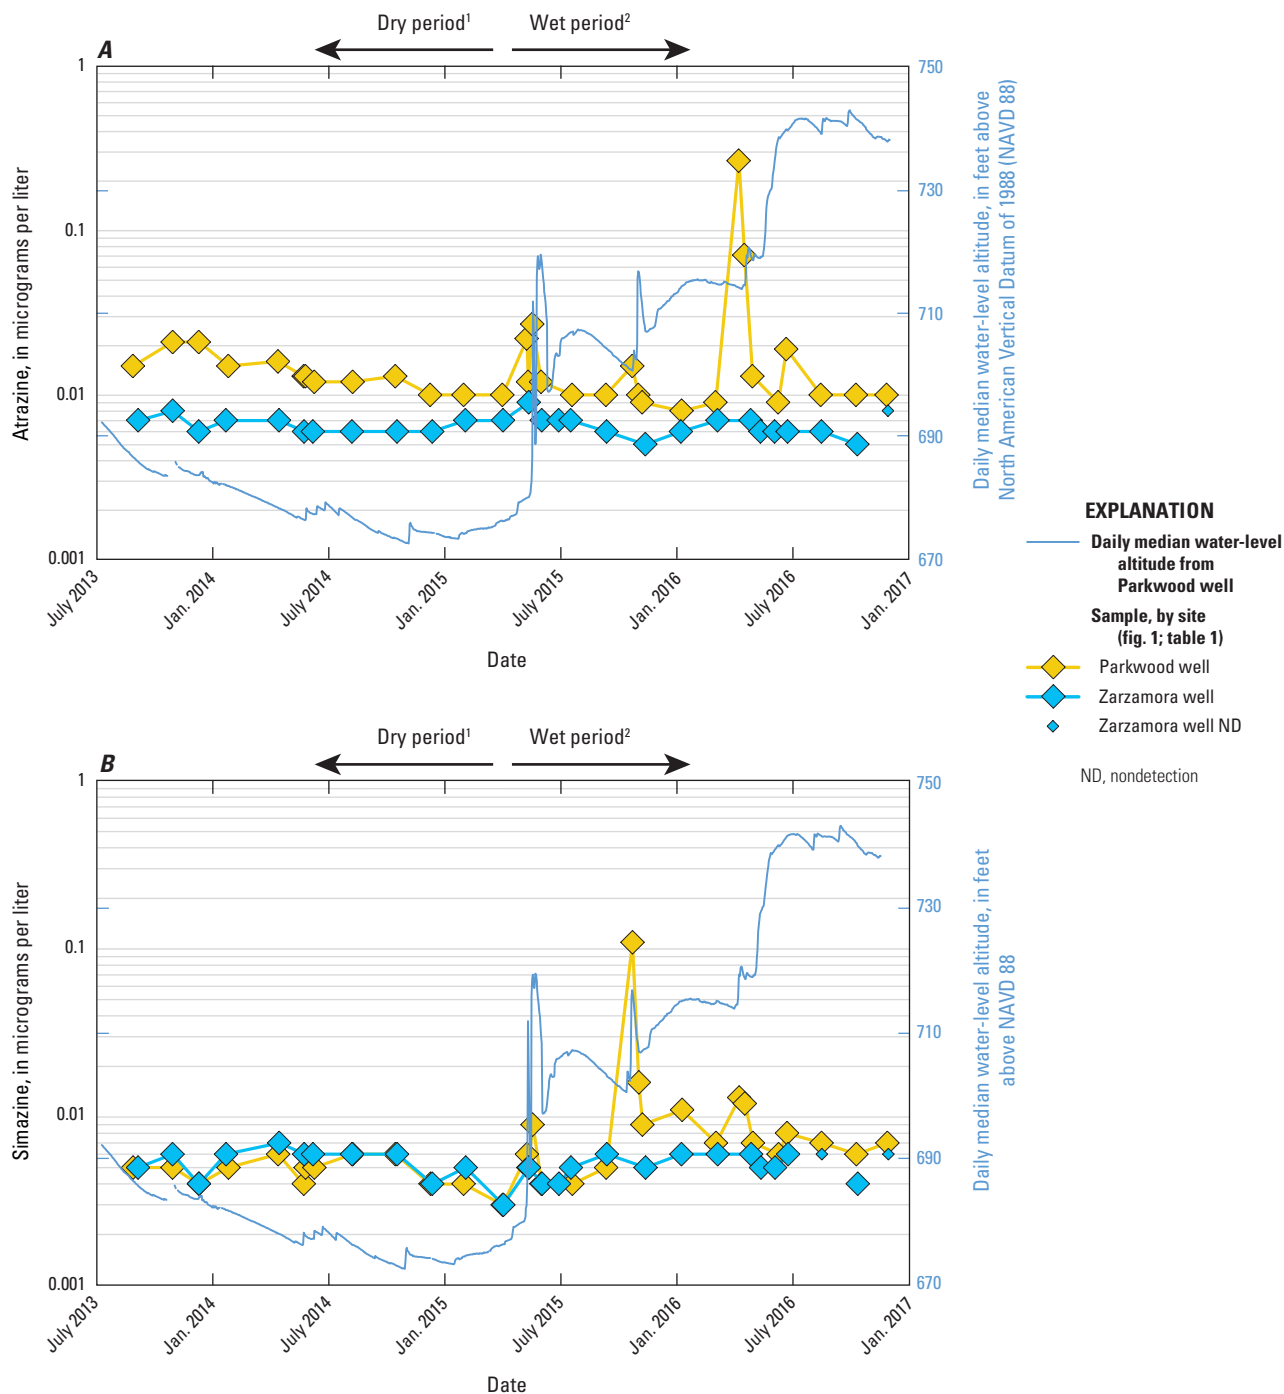 Dry period1
Wet period2
A
1
0.1
0.01
0.001
Atrazine, in micrograms per liter
750
730
710
690
670
Daily median water-level altitude, in feet above
North American Vertical Datum of 1988 (NAVD 88)
July 2013
Jan. 2014
July 2014
Jan. 2015
July 2015
Jan. 2016
July 2016
Jan. 2017
Date
EXPLANATION
Daily median water-level
altitude from
Parkwood well
Sample, by site
(fig. 1; table 1)
Parkwood well
Zarzamora well
Zarzamora well ND
ND, nondetection
Dry period1
Wet period2
B
1
0.1
0.01
0.001
Simazine, in micrograms per liter
750
730
710
690
670
Daily median water-level altitude, in feet
above NAVD 88
July 2013
Jan. 2014
July 2014
Jan. 2015
July 2015
Jan. 2016
July 2016
Jan. 2017
Date